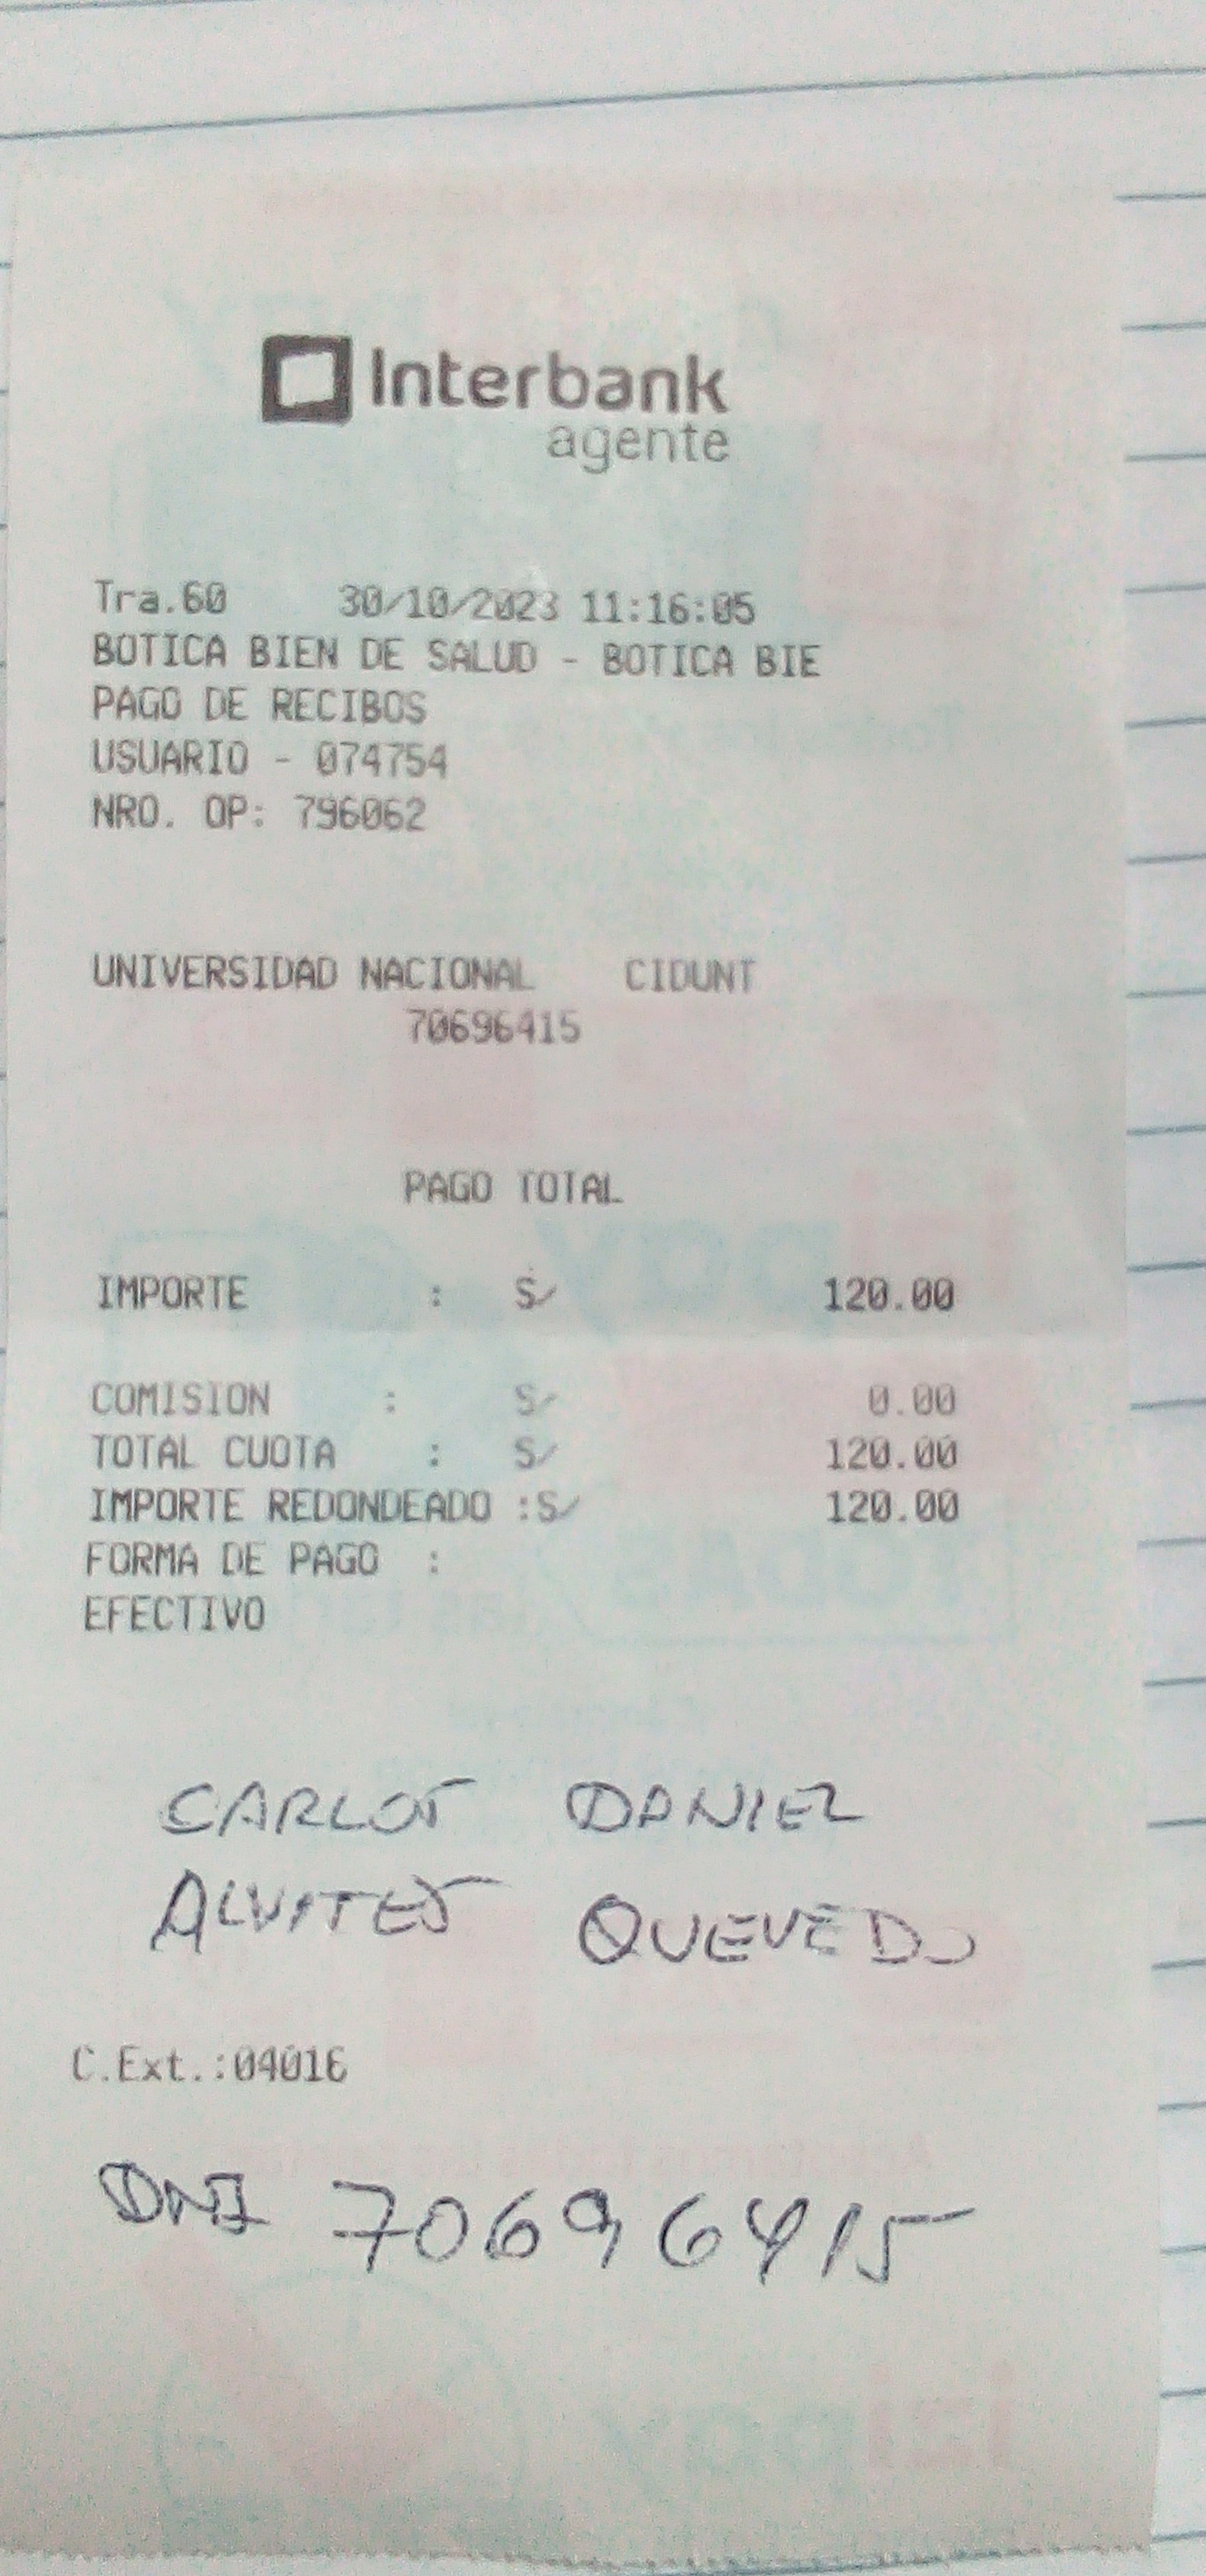 Interbank
agente
Tra.60 30/10/2023 11:16:05
BOTICA BIEN DE SALUD - BOTICA BIE
PAGO DE RECIBOS
USUARIO - 074754
NRO. OP: 796062
UNIVERSIDAD NACIONAL CIDUNT
70696415
PAGO TOTAL
IMPORTE : S/ 120.00
COMISION : S/ 0.00
TOTAL CUOTA : S/ 120.00
IMPORTE REDONDEADO :S/ 120.00
FORMA DE PAGO :
EFECTIVO
CARLOS DANIEL
ALVITES QUEVEDO
C.Ext.:04016
DNI 70696415